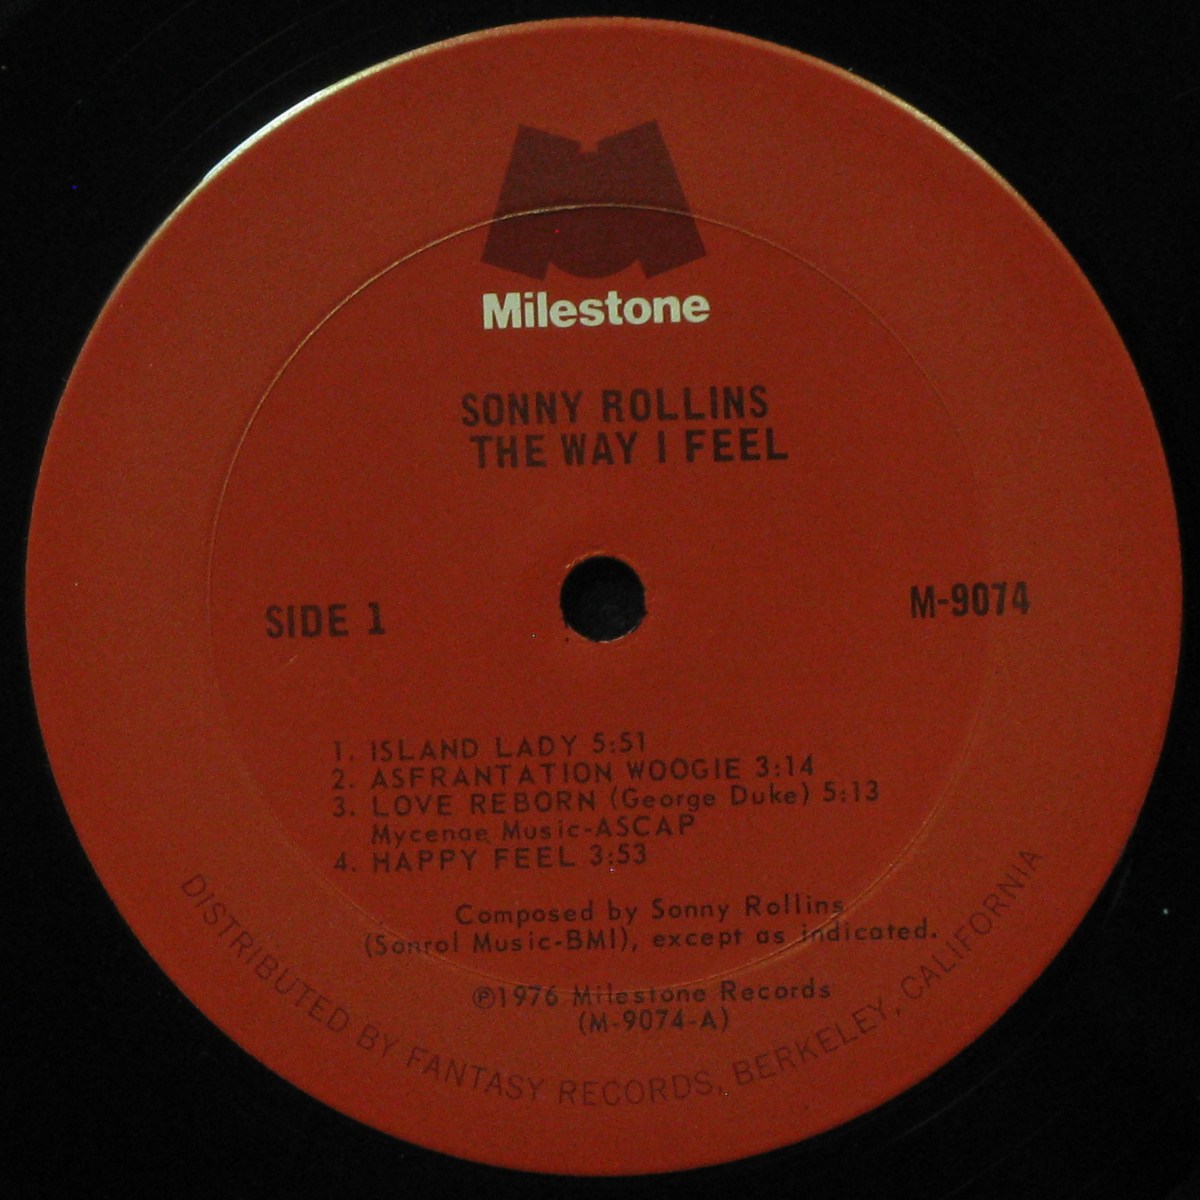 Milestone
SONNY ROLLINS
THE WAY I FEEL
SIDE 1
M-9074
1. ISLAND LADY 5:51
2. ASFRANTATION WOOGIE 3:14
3. LOVE REBORN (George Duke) 5:13
Mycenae Music-ASCAP
4. HAPPY FEEL 3:53
Composed by Sonny Rollins
(Sonrol Music-BMI), except as indicated.
℗1976 Milestone Records
(M-9074-A)
DISTRIBUTED BY FANTASY RECORDS, BERKELEY, CALIFORNIA